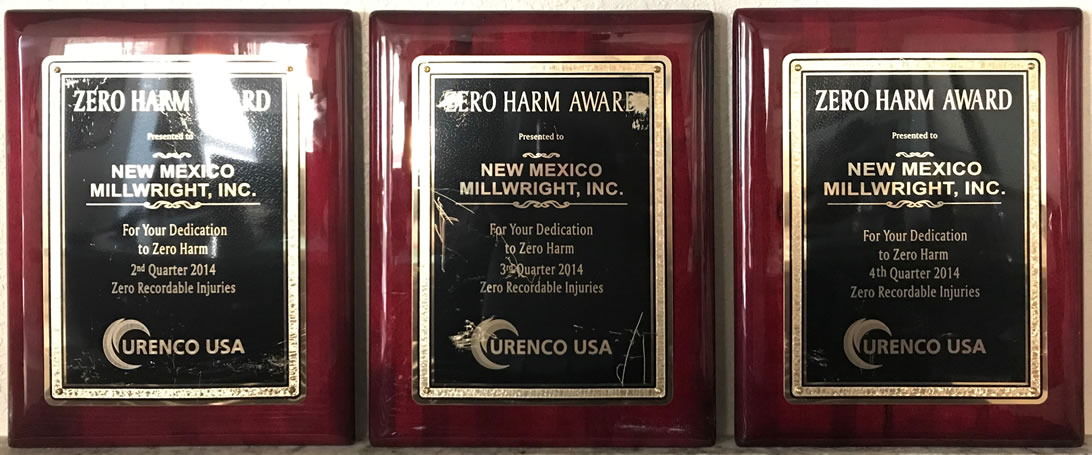 ZERO HARM AWARD
Presented to
NEW MEXICO
MILLWRIGHT, INC.
For Your Dedication
to Zero Harm
2nd Quarter 2014
Zero Recordable Injuries
URENCO USA
ZERO HARM AWARD
Presented to
NEW MEXICO
MILLWRIGHT, INC.
For Your Dedication
to Zero Harm
3rd Quarter 2014
Zero Recordable Injuries
URENCO USA
ZERO HARM AWARD
Presented to
NEW MEXICO
MILLWRIGHT, INC.
For Your Dedication
to Zero Harm
4th Quarter 2014
Zero Recordable Injuries
URENCO USA